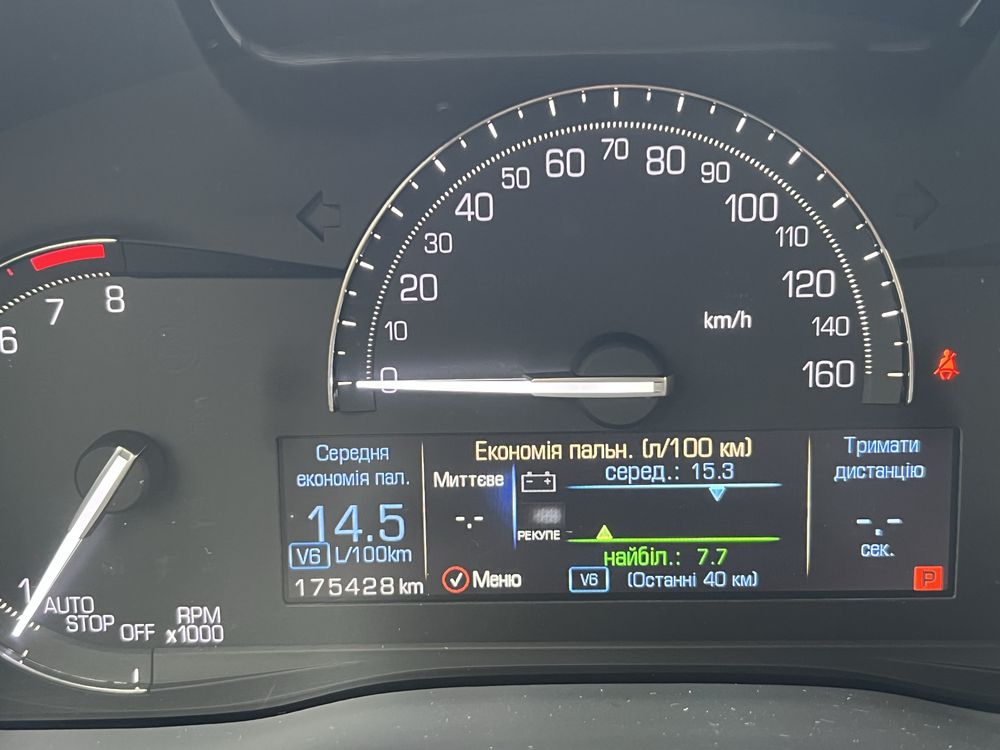 0
10
20
30
40
50
60
70
80
90
100
110
120
140
160
km/h
6
7
8
1
AUTO
STOP
OFF
RPM
x1000
Середня
економія пал.
14.5
V6 L/100km
175428 km
Економія пальн. (л/100 км)
Миттєве
-.-
серед.: 15.3
РЕКУПЕ
найбіл.: 7.7
Меню
V6 (Останні 40 км)
Тримати
дистанцію
-.-
сек.
P